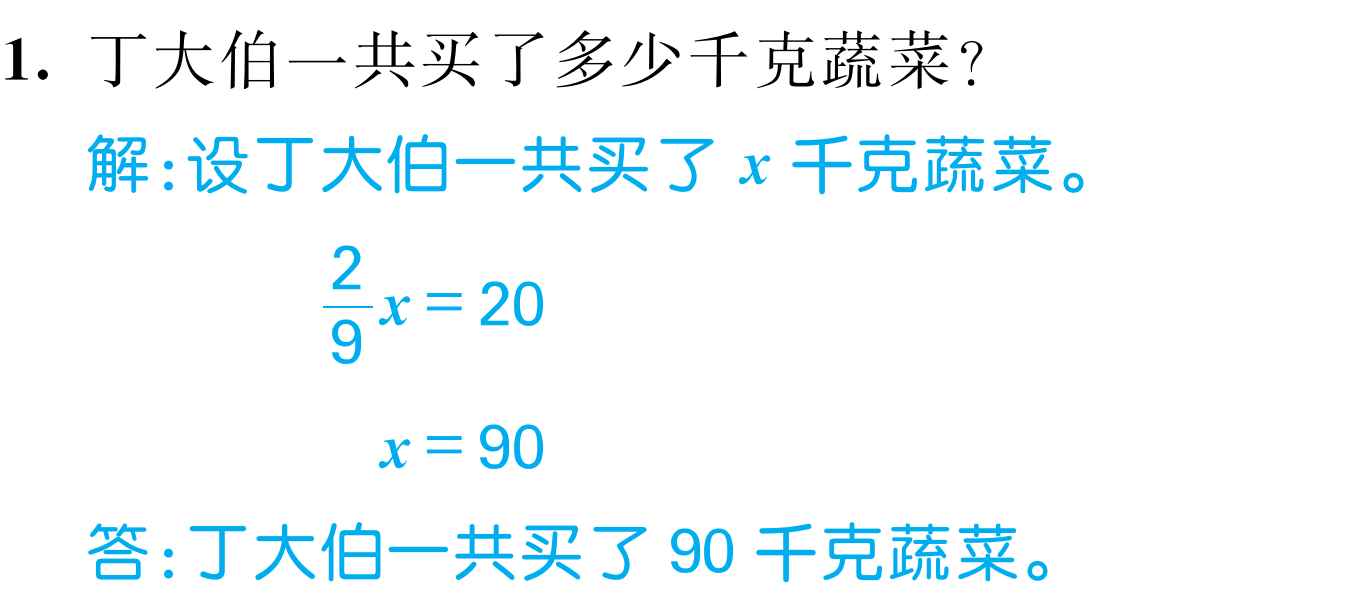 1. 丁大伯一共买了多少千克蔬菜？
解：设丁大伯一共买了 x 千克蔬菜。
2/9 x = 20
x = 90
答：丁大伯一共买了 90 千克蔬菜。